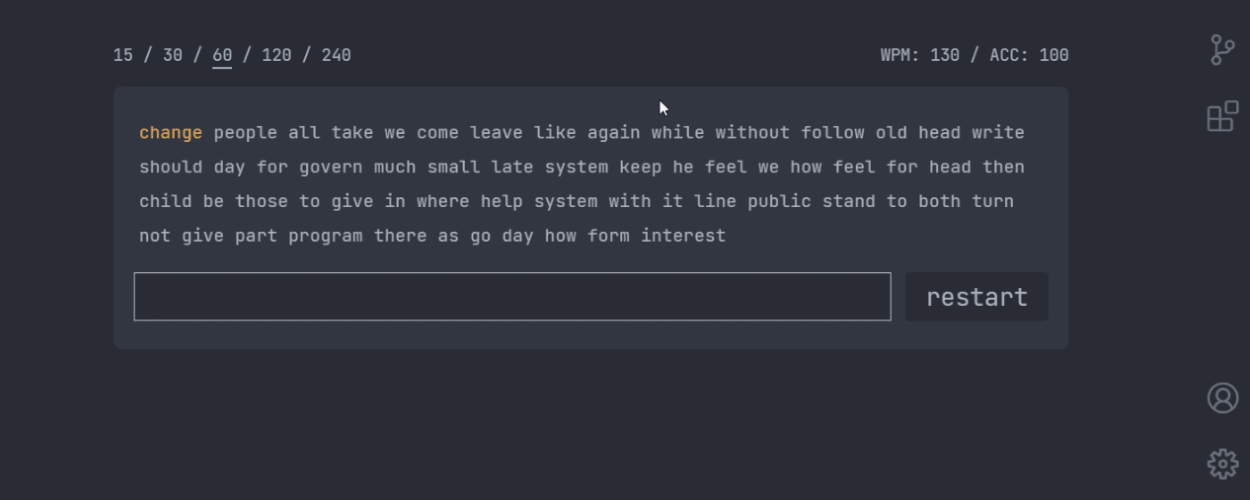 15 / 30 / 60 / 120 / 240
WPM: 130 / ACC: 100
change people all take we come leave like again while without follow old head write
should day for govern much small late system keep he feel we how feel for head then
child be those to give in where help system with it line public stand to both turn
not give part program there as go day how form interest
restart